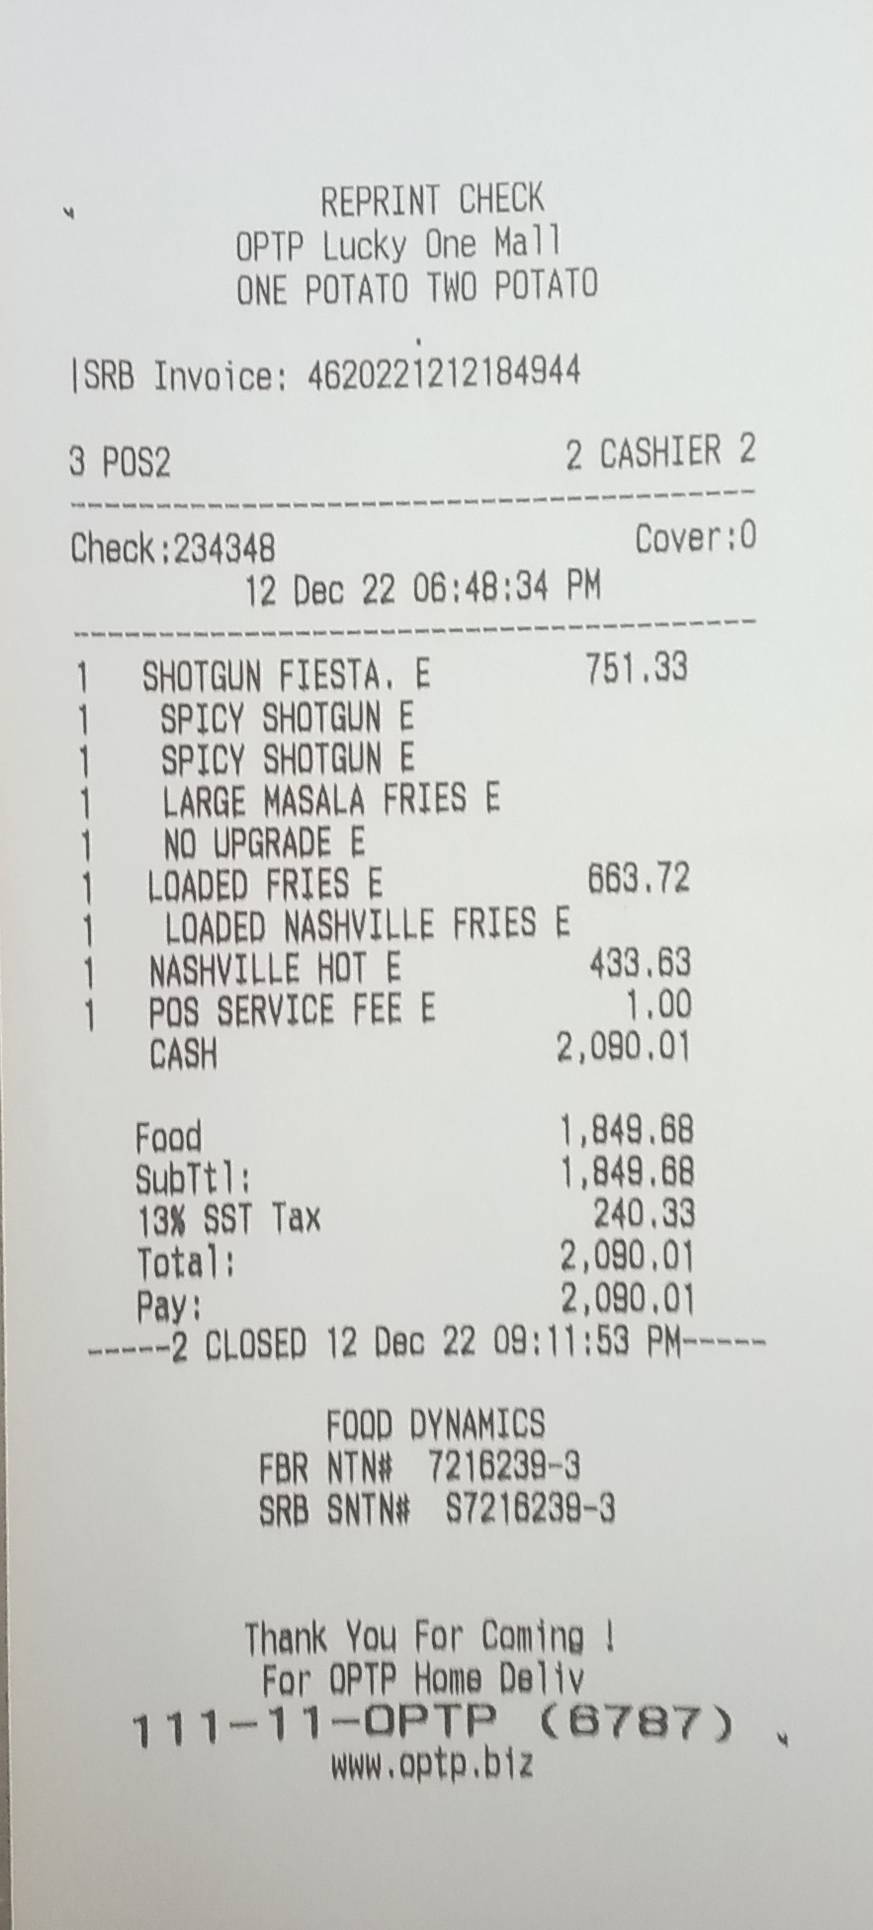 REPRINT CHECK
OPTP Lucky One Mall
ONE POTATO TWO POTATO
|SRB Invoice: 4620221212184944
3 POS2 2 CASHIER 2
----------------------------------------
Check:234348 Cover:0
12 Dec 22 06:48:34 PM
----------------------------------------
1 SHOTGUN FIESTA. E 751.33
1 SPICY SHOTGUN E
1 SPICY SHOTGUN E
1 LARGE MASALA FRIES E
1 NO UPGRADE E
1 LOADED FRIES E 663.72
1 LOADED NASHVILLE FRIES E
1 NASHVILLE HOT E 433.63
1 POS SERVICE FEE E 1.00
CASH 2,090.01
Food 1,849.68
SubTtl: 1,849.68
13% SST Tax 240.33
Total: 2,090.01
Pay: 2,090.01
-----2 CLOSED 12 Dec 22 09:11:53 PM-----
FOOD DYNAMICS
FBR NTN# 7216239-3
SRB SNTN# S7216239-3
Thank You For Coming !
For OPTP Home Deliv
111-11-OPTP (6787)
www.optp.biz